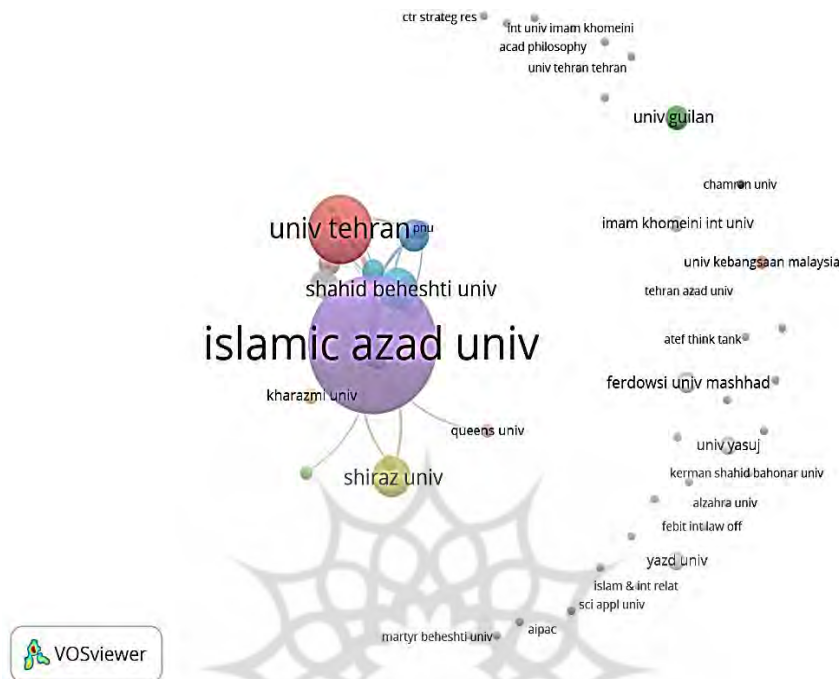 ctr strateg res
int univ imam khomeini
acad philosophy
univ tehran tehran
univ guilan
chamran univ
univ tehran
pnu
imam khomeini int univ
univ kebangsaan malaysia
shahid beheshti univ
tehran azad univ
islamic azad univ
atef think tank
ferdowsi univ mashhad
kharazmi univ
queens univ
univ yasuj
shiraz univ
kerman shahid bahonar univ
alzahra univ
febit int law off
yazd univ
islam & int relat
sci appl univ
aipac
martyr beheshti univ
VOSviewer